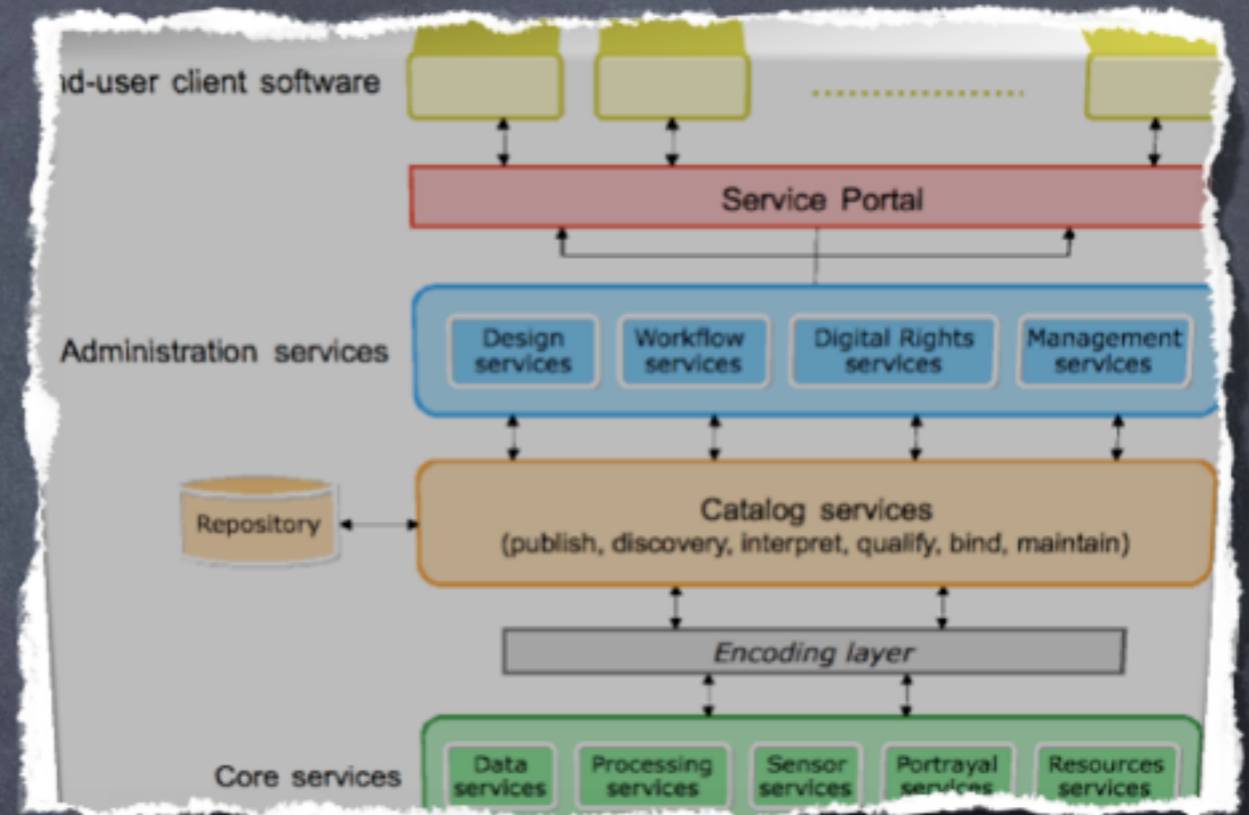 nd-user client software
Service Portal
Administration services
Design
services
Workflow
services
Digital Rights
services
Management
services
Repository
Catalog services
(publish, discovery, interpret, qualify, bind, maintain)
Encoding layer
Core services
Data
services
Processing
services
Sensor
services
Portrayal
services
Resources
services